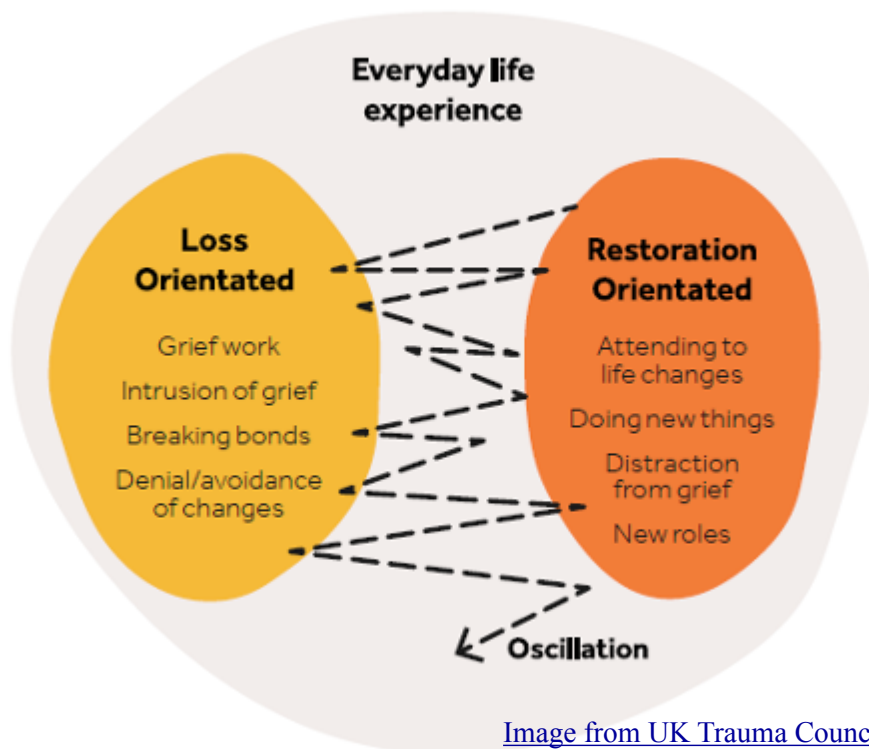 Everyday life
experience
Loss
Orientated
Grief work
Intrusion of grief
Breaking bonds
Denial/avoidance
of changes
Restoration
Orientated
Attending to
life changes
Doing new things
Distraction
from grief
New roles
Oscillation
Image from UK Trauma